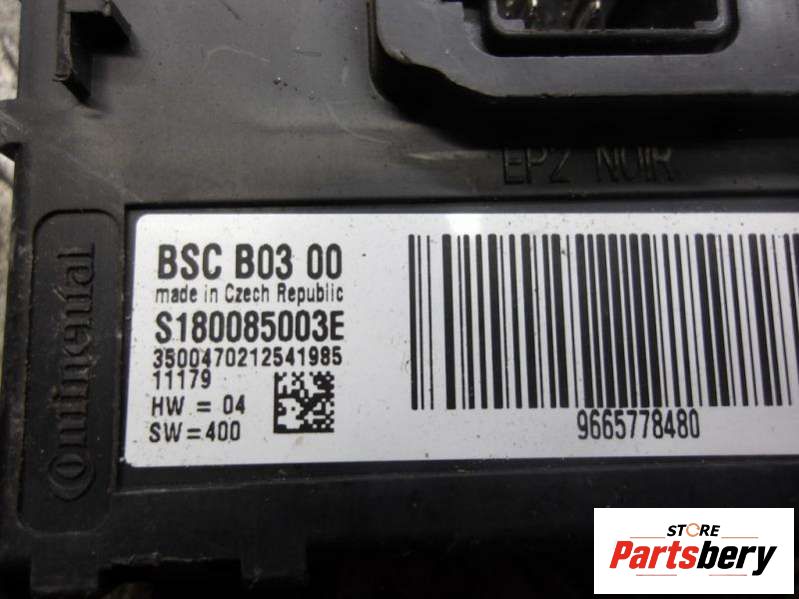 EP2 NOIR
Continental
BSC B03 00
made in Czech Republic
S180085003E
3500470212541985
11179
HW = 04
SW=400
9665778480
STORE
Partsbery